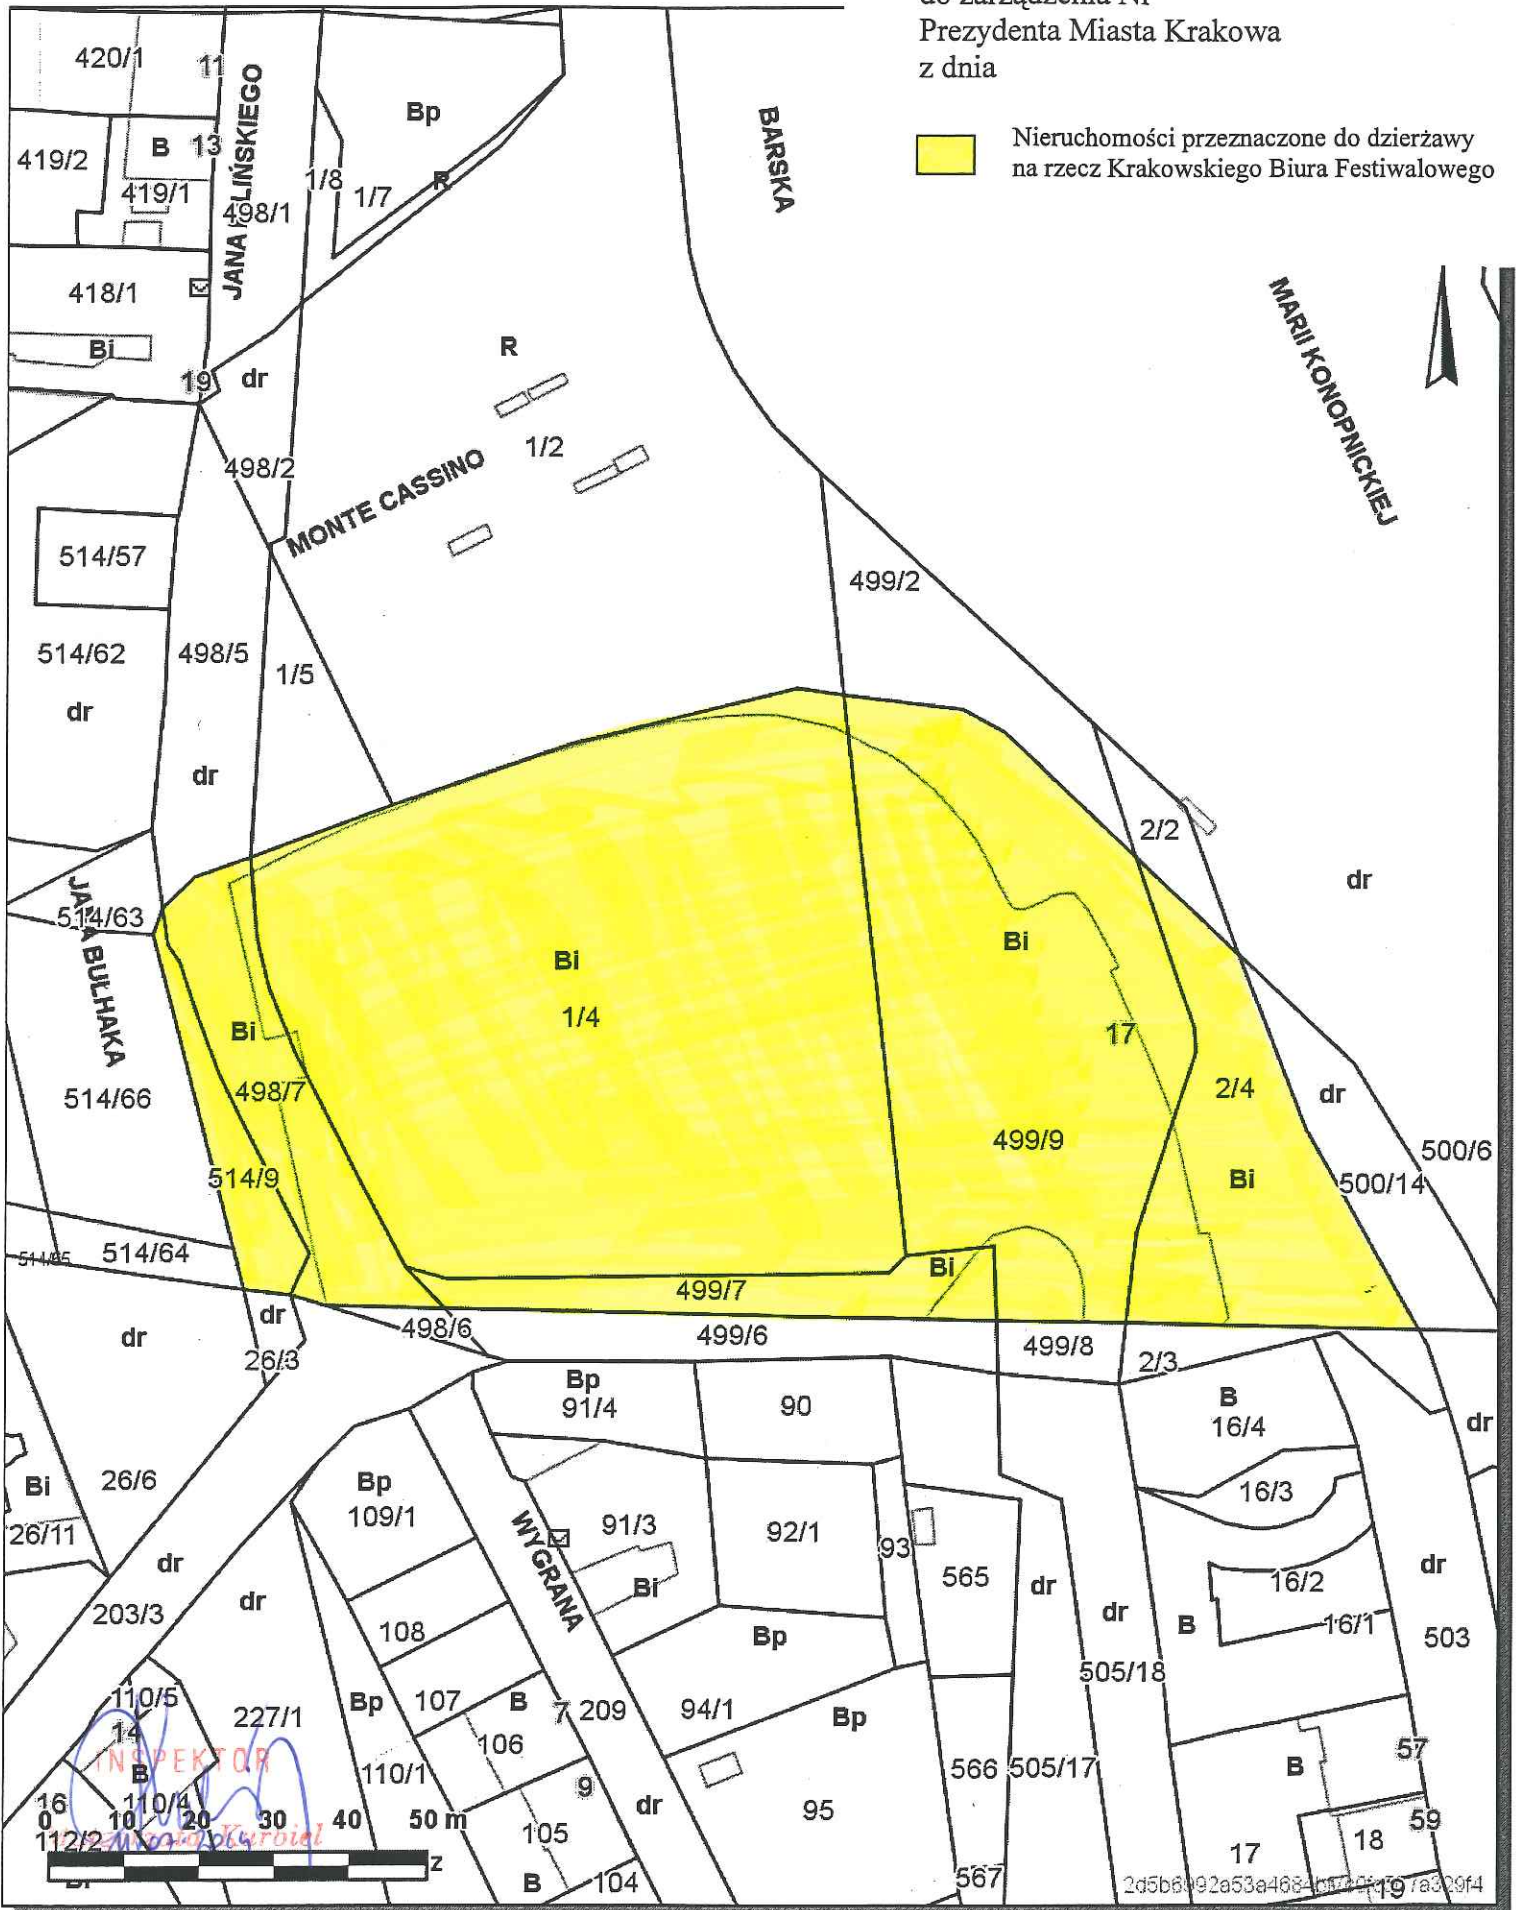 Prezydenta Miasta Krakowa
z dnia
Nieruchomości przeznaczone do dzierżawy
na rzecz Krakowskiego Biura Festiwalowego
420/1
11
Bp
BARSKA
419/2
B
13
419/1
498/1
1/8
1/7
R
418/1
Bi
19
dr
R
MARII KONOPNICKIEJ
1/2
498/2
MONTE CASSINO
514/57
499/2
514/62
498/5
1/5
dr
dr
2/2
dr
514/63
JANA BUŁHAKA
Bi
Bi
1/4
Bi
17
514/66
498/7
2/4
dr
499/9
500/6
514/9
Bi
500/14
514/64
Bi
499/7
dr
dr
498/6
499/6
499/8
26/3
2/3
Bp
91/4
90
B
16/4
dr
Bi
26/6
Bp
109/1
16/3
26/11
WYGRANA
91/3
92/1
93
565
dr
dr
Bi
16/2
dr
203/3
dr
108
Bp
dr
B
16/1
503
505/18
110/5
227/1
Bp
107
B
7
209
94/1
Bp
14
INSPEKTOR
106
B
110/1
566
505/17
B
57
16
110/4
9
dr
95
59
0 10 20 30 40 50 m
112/2
105
17
18
z
B
104
567
19